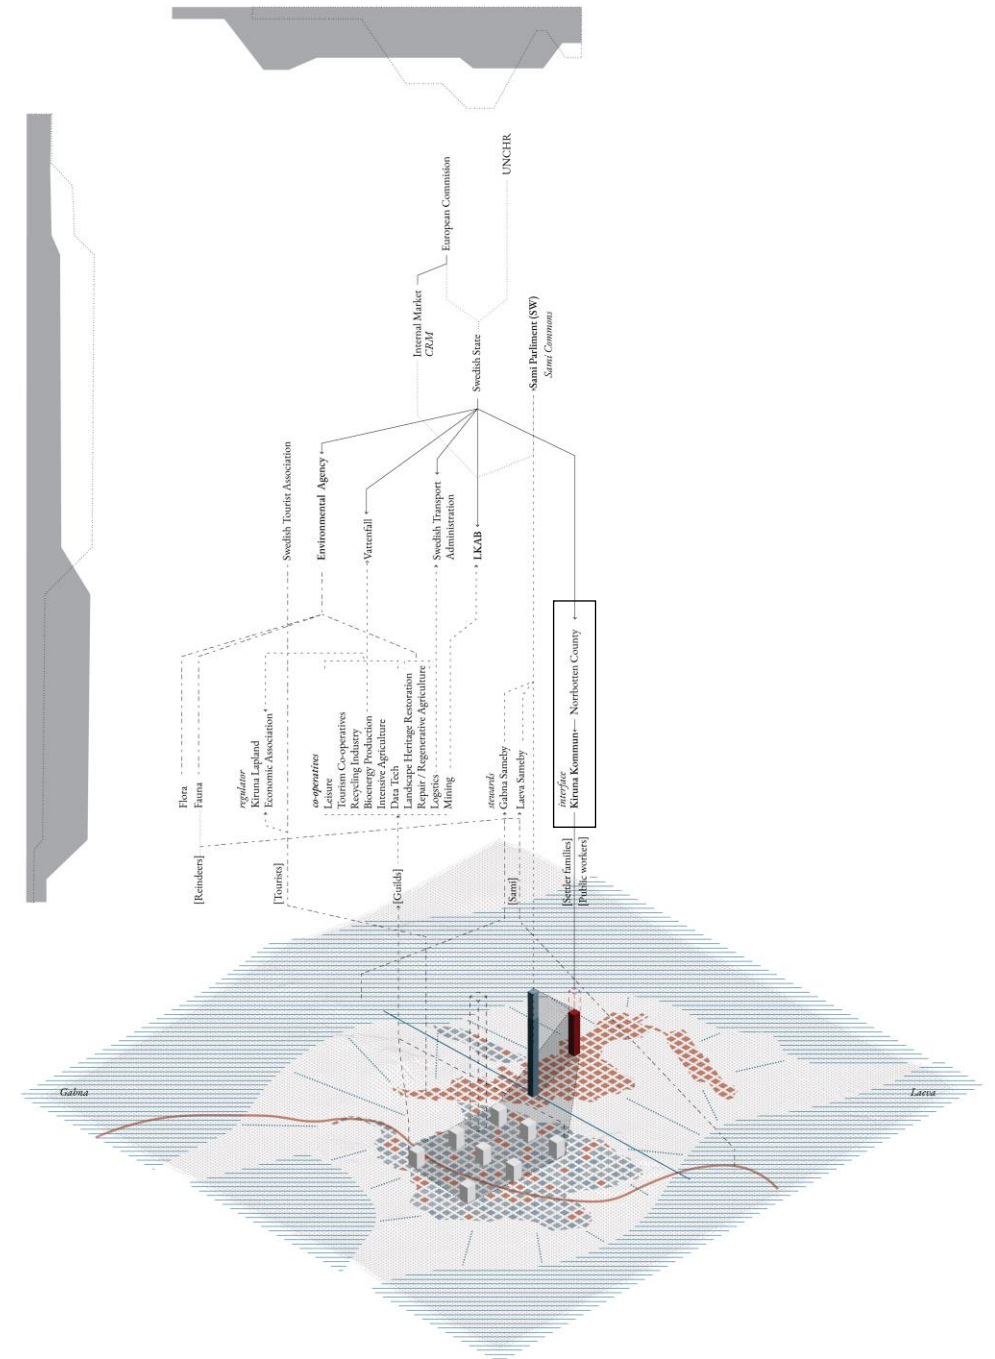 UNCHR
European Commision
Internal Market
CRM
Swedish State
Sami Parliment (SW)
Sami Commons
Swedish Tourist Association
Environmental Agency
Vattenfall
Swedish Transport
Administration
LKAB
Flora
Fauna
regulator
Kiruna Lapland
Economic Association
co-operatives
Leisure
Tourism Co-operatives
Recycling Industry
Bioenergy Production
Intensive Agriculture
Data Tech
Landscape Heritage Restoration
Repair / Regenerative Agriculture
Logstics
Mining
stewards
Gabna Sameby
Laeva Sameby
interface
Kiruna Kommun Norrbotten County
[Reindeers]
[Tourists]
[Guilds]
[Sami]
[Settler families]
[Public workers]
Gabna
Laeva